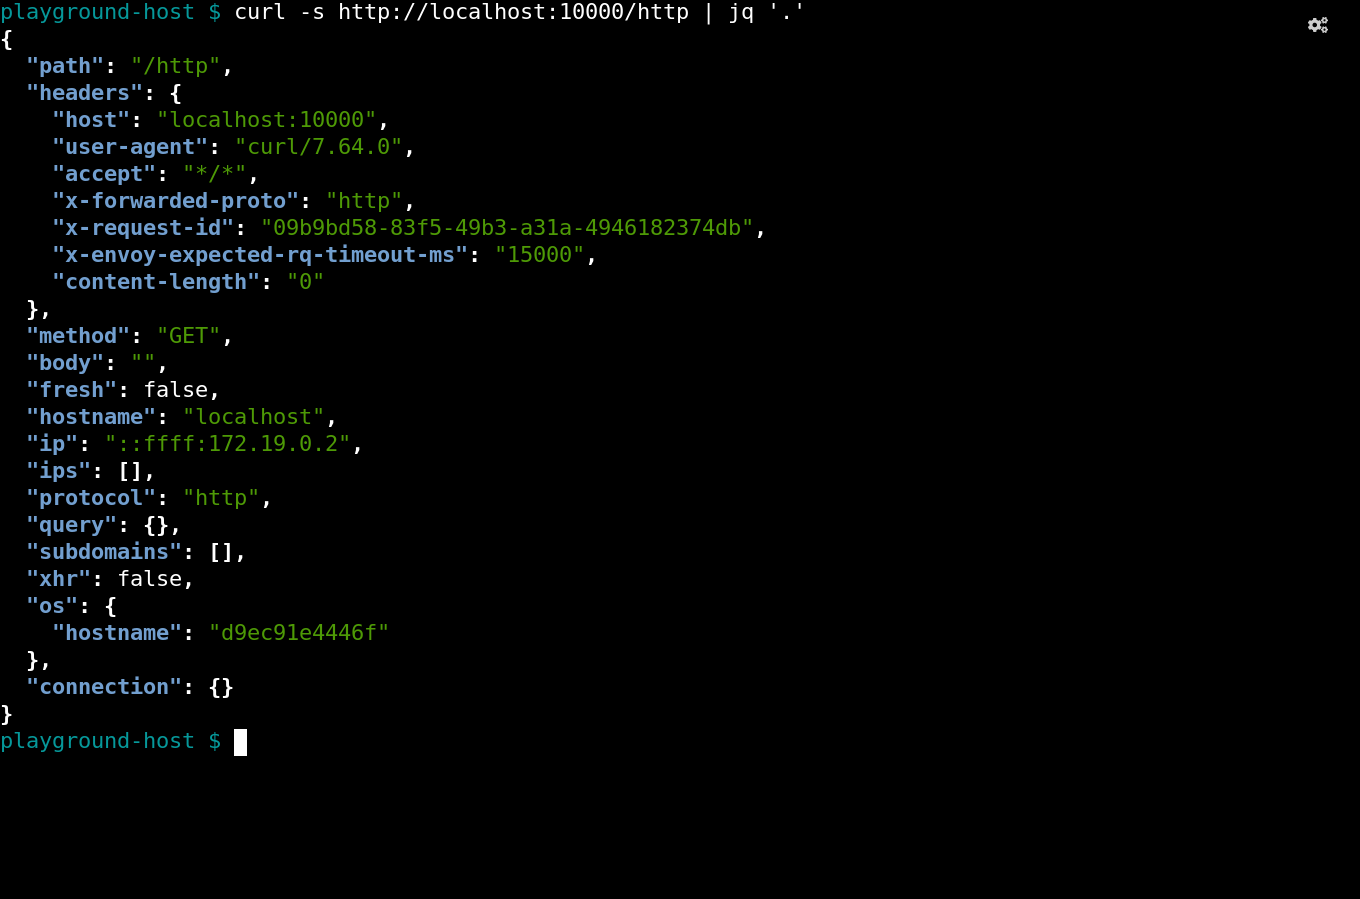 playground-host $ curl -s http://localhost:10000/http | jq '.'
{
  "path": "/http",
  "headers": {
    "host": "localhost:10000",
    "user-agent": "curl/7.64.0",
    "accept": "*/*",
    "x-forwarded-proto": "http",
    "x-request-id": "09b9bd58-83f5-49b3-a31a-4946182374db",
    "x-envoy-expected-rq-timeout-ms": "15000",
    "content-length": "0"
  },
  "method": "GET",
  "body": "",
  "fresh": false,
  "hostname": "localhost",
  "ip": "::ffff:172.19.0.2",
  "ips": [],
  "protocol": "http",
  "query": {},
  "subdomains": [],
  "xhr": false,
  "os": {
    "hostname": "d9ec91e4446f"
  },
  "connection": {}
}
playground-host $